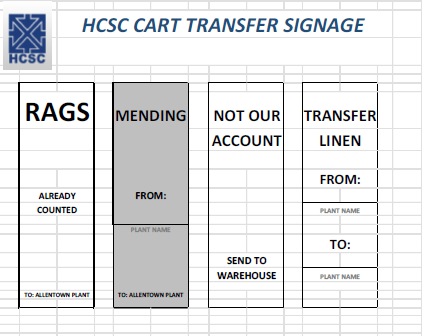 HCSC
HCSC CART TRANSFER SIGNAGE
RAGS
ALREADY
COUNTED
TO: ALLENTOWN PLANT
MENDING
FROM:
PLANT NAME
TO: ALLENTOWN PLANT
NOT OUR
ACCOUNT
SEND TO
WAREHOUSE
TRANSFER
LINEN
FROM:
PLANT NAME
TO:
PLANT NAME